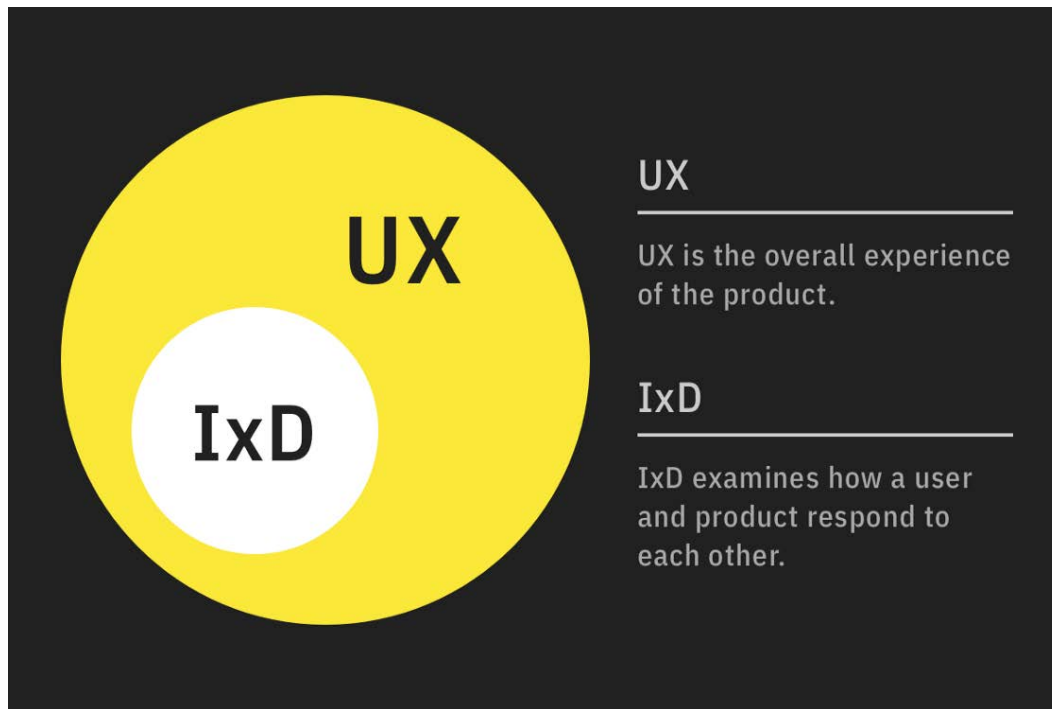 UX
IxD
UX
UX is the overall experience
of the product.
IxD
IxD examines how a user
and product respond to
each other.